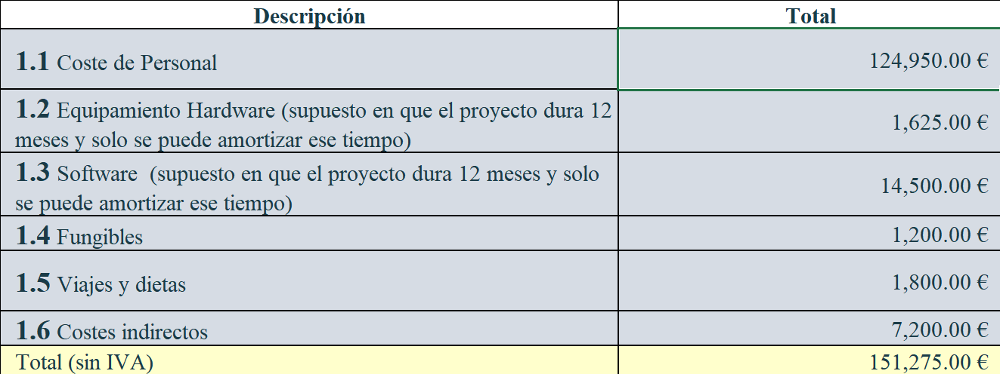 Descripción Total
1.1 Coste de Personal 124,950.00 €
1.2 Equipamiento Hardware (supuesto en que el proyecto dura 12
meses y solo se puede amortizar ese tiempo) 1,625.00 €
1.3 Software (supuesto en que el proyecto dura 12 meses y solo
se puede amortizar ese tiempo) 14,500.00 €
1.4 Fungibles 1,200.00 €
1.5 Viajes y dietas 1,800.00 €
1.6 Costes indirectos 7,200.00 €
Total (sin IVA) 151,275.00 €